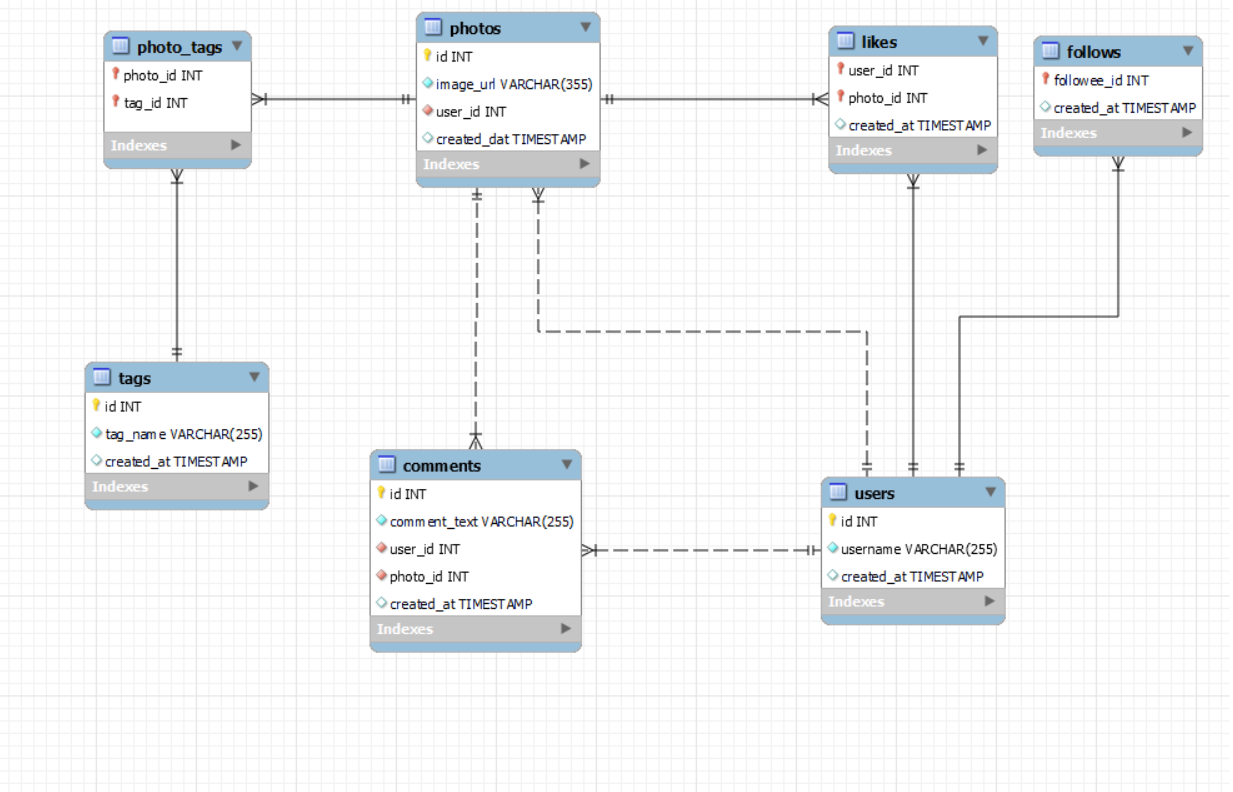 photo_tags
photo_id INT
tag_id INT
Indexes
photos
id INT
image_url VARCHAR(355)
user_id INT
created_dat TIMESTAMP
Indexes
likes
user_id INT
photo_id INT
created_at TIMESTAMP
Indexes
follows
followee_id INT
created_at TIMESTAMP
Indexes
tags
id INT
tag_name VARCHAR(255)
created_at TIMESTAMP
Indexes
comments
id INT
comment_text VARCHAR(255)
user_id INT
photo_id INT
created_at TIMESTAMP
Indexes
users
id INT
username VARCHAR(255)
created_at TIMESTAMP
Indexes